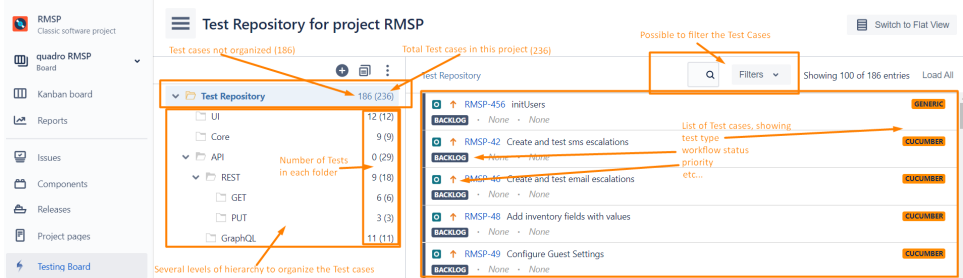 RMSP
Classic software project
quadro RMSP
Board
Kanban board
Reports
Issues
Components
Releases
Project pages
Testing Board
Test Repository for project RMSP
Switch to Flat View
Test cases not organized (186)
Total Test cases in this project (236)
Possible to filter the Test Cases
Test Repository
Filters
Showing 100 of 186 entries
Load All
Test Repository 186 (236)
UI 12 (12)
Core 9 (9)
API 0 (29)
REST 9 (18)
GET 6 (6)
PUT 3 (3)
GraphQL 11 (11)
Number of Tests
in each folder
Several levels of hierarchy to organize the Test cases
RMSP-456 initUsers GENERIC
BACKLOG · None · None
RMSP-42 Create and test sms escalations CUCUMBER
BACKLOG · None · None
RMSP-46 Create and test email escalations CUCUMBER
BACKLOG · None · None
RMSP-48 Add inventory fields with values CUCUMBER
BACKLOG · None · None
RMSP-49 Configure Guest Settings CUCUMBER
BACKLOG · None · None
List of Test cases, showing
test type
workflow status
priority
etc...